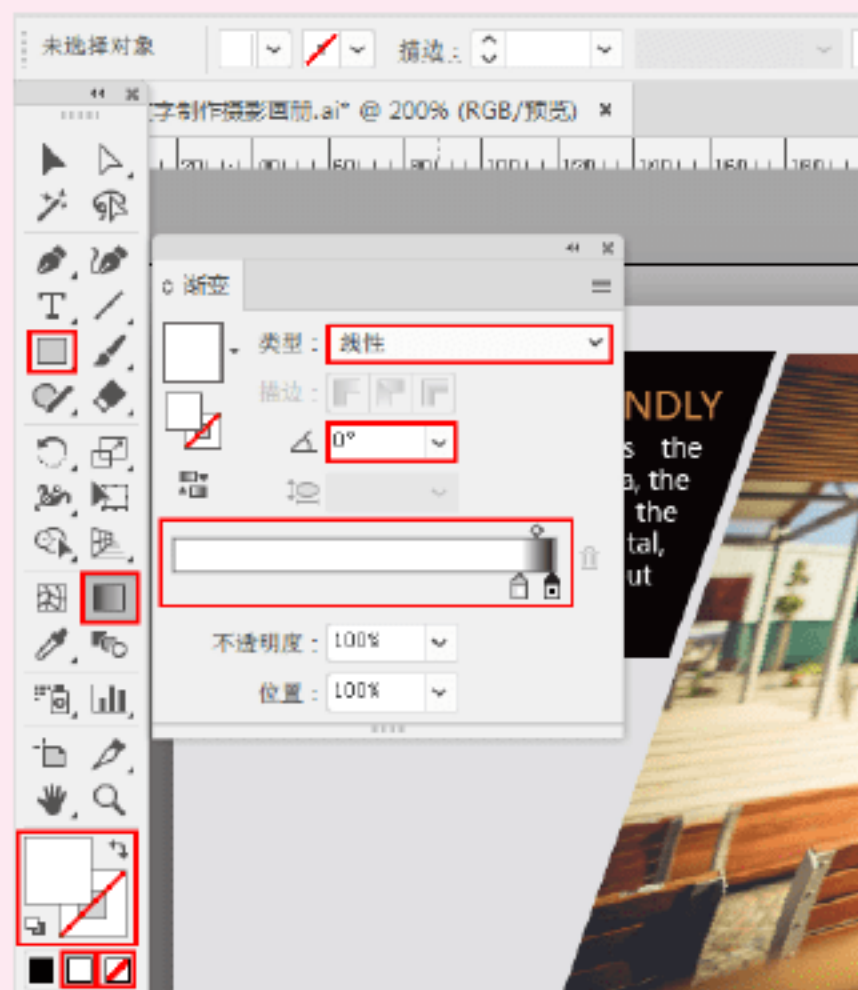 未选择对象
描边：
字制作摄影画册.ai* @ 200% (RGB/预览) ×
渐变
类型： 线性
描边：
0°
不透明度： 100%
位置： 100%
NDLY
s the
a, the
the
tal,
ut